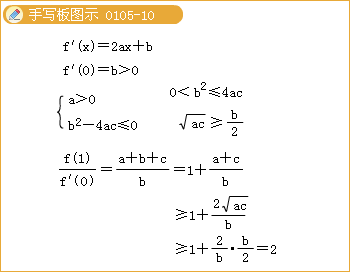 手写板图示 0105-10
f′(x)=2ax+b
f′(0)=b>0
{ a>0
b²-4ac≤0
0<b²≤4ac
√ac ≥ b/2
f(1)/f′(0) = (a+b+c)/b = 1+ (a+c)/b
≥1+ 2√ac/b
≥1+ 2/b · b/2 =2